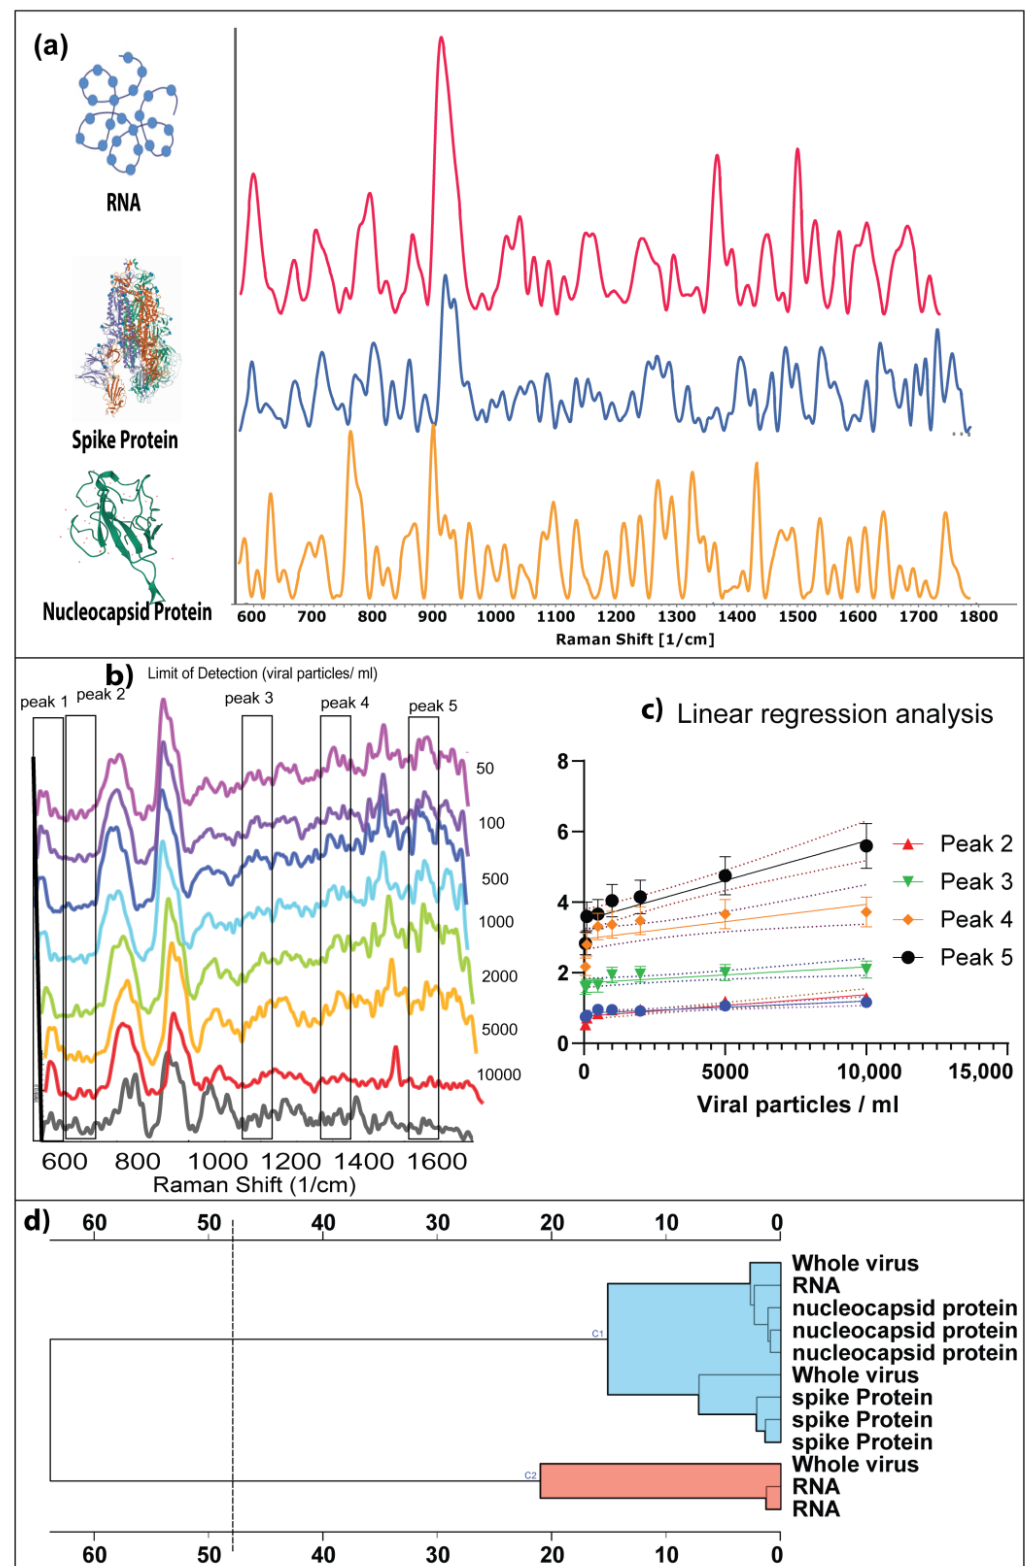 (a)
RNA
Spike Protein
Nucleocapsid Protein
600 700 800 900 1000 1100 1200 1300 1400 1500 1600 1700 1800
Raman Shift [1/cm]
b) Limit of Detection (viral particles/ ml)
peak 1 peak 2 peak 3 peak 4 peak 5
50
100
500
1000
2000
5000
10000
600 800 1000 1200 1400 1600
Raman Shift (1/cm)
c) Linear regression analysis
8
6
4
2
0
0 5000 10,000 15,000
Viral particles / ml
Peak 2
Peak 3
Peak 4
Peak 5
d)
60 50 40 30 20 10 0
Whole virus
RNA
nucleocapsid protein
nucleocapsid protein
nucleocapsid protein
Whole virus
spike Protein
spike Protein
spike Protein
Whole virus
RNA
RNA
C1
C2
60 50 40 30 20 10 0